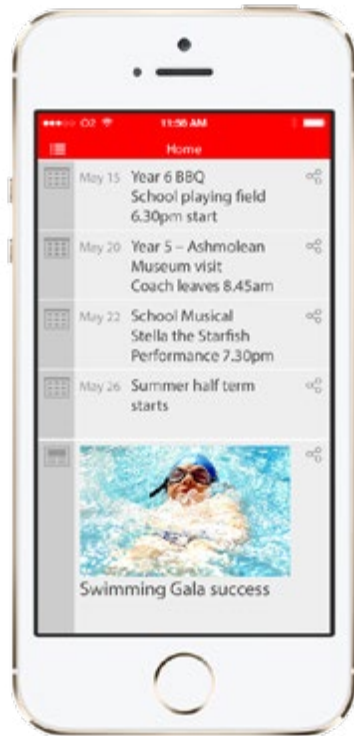 O2 11:56 AM
Home
May 15 Year 6 BBQ
School playing field
6.30pm start
May 20 Year 5 – Ashmolean
Museum visit
Coach leaves 8.45am
May 22 School Musical
Stella the Starfish
Performance 7.30pm
May 26 Summer half term
starts
Swimming Gala success